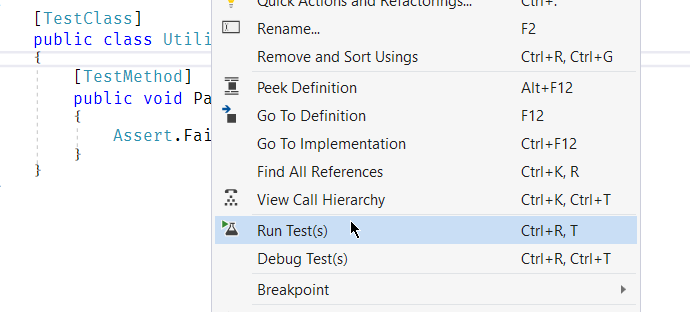 Quick Actions and Refactorings... Ctrl+.
[TestClass]
Rename... F2
public class Utili
Remove and Sort Usings Ctrl+R, Ctrl+G
{
[TestMethod]
Peek Definition Alt+F12
public void Pa
Go To Definition F12
{
Assert.Fai
Go To Implementation Ctrl+F12
}
Find All References Ctrl+K, R
}
View Call Hierarchy Ctrl+K, Ctrl+T
Run Test(s) Ctrl+R, T
Debug Test(s) Ctrl+R, Ctrl+T
Breakpoint